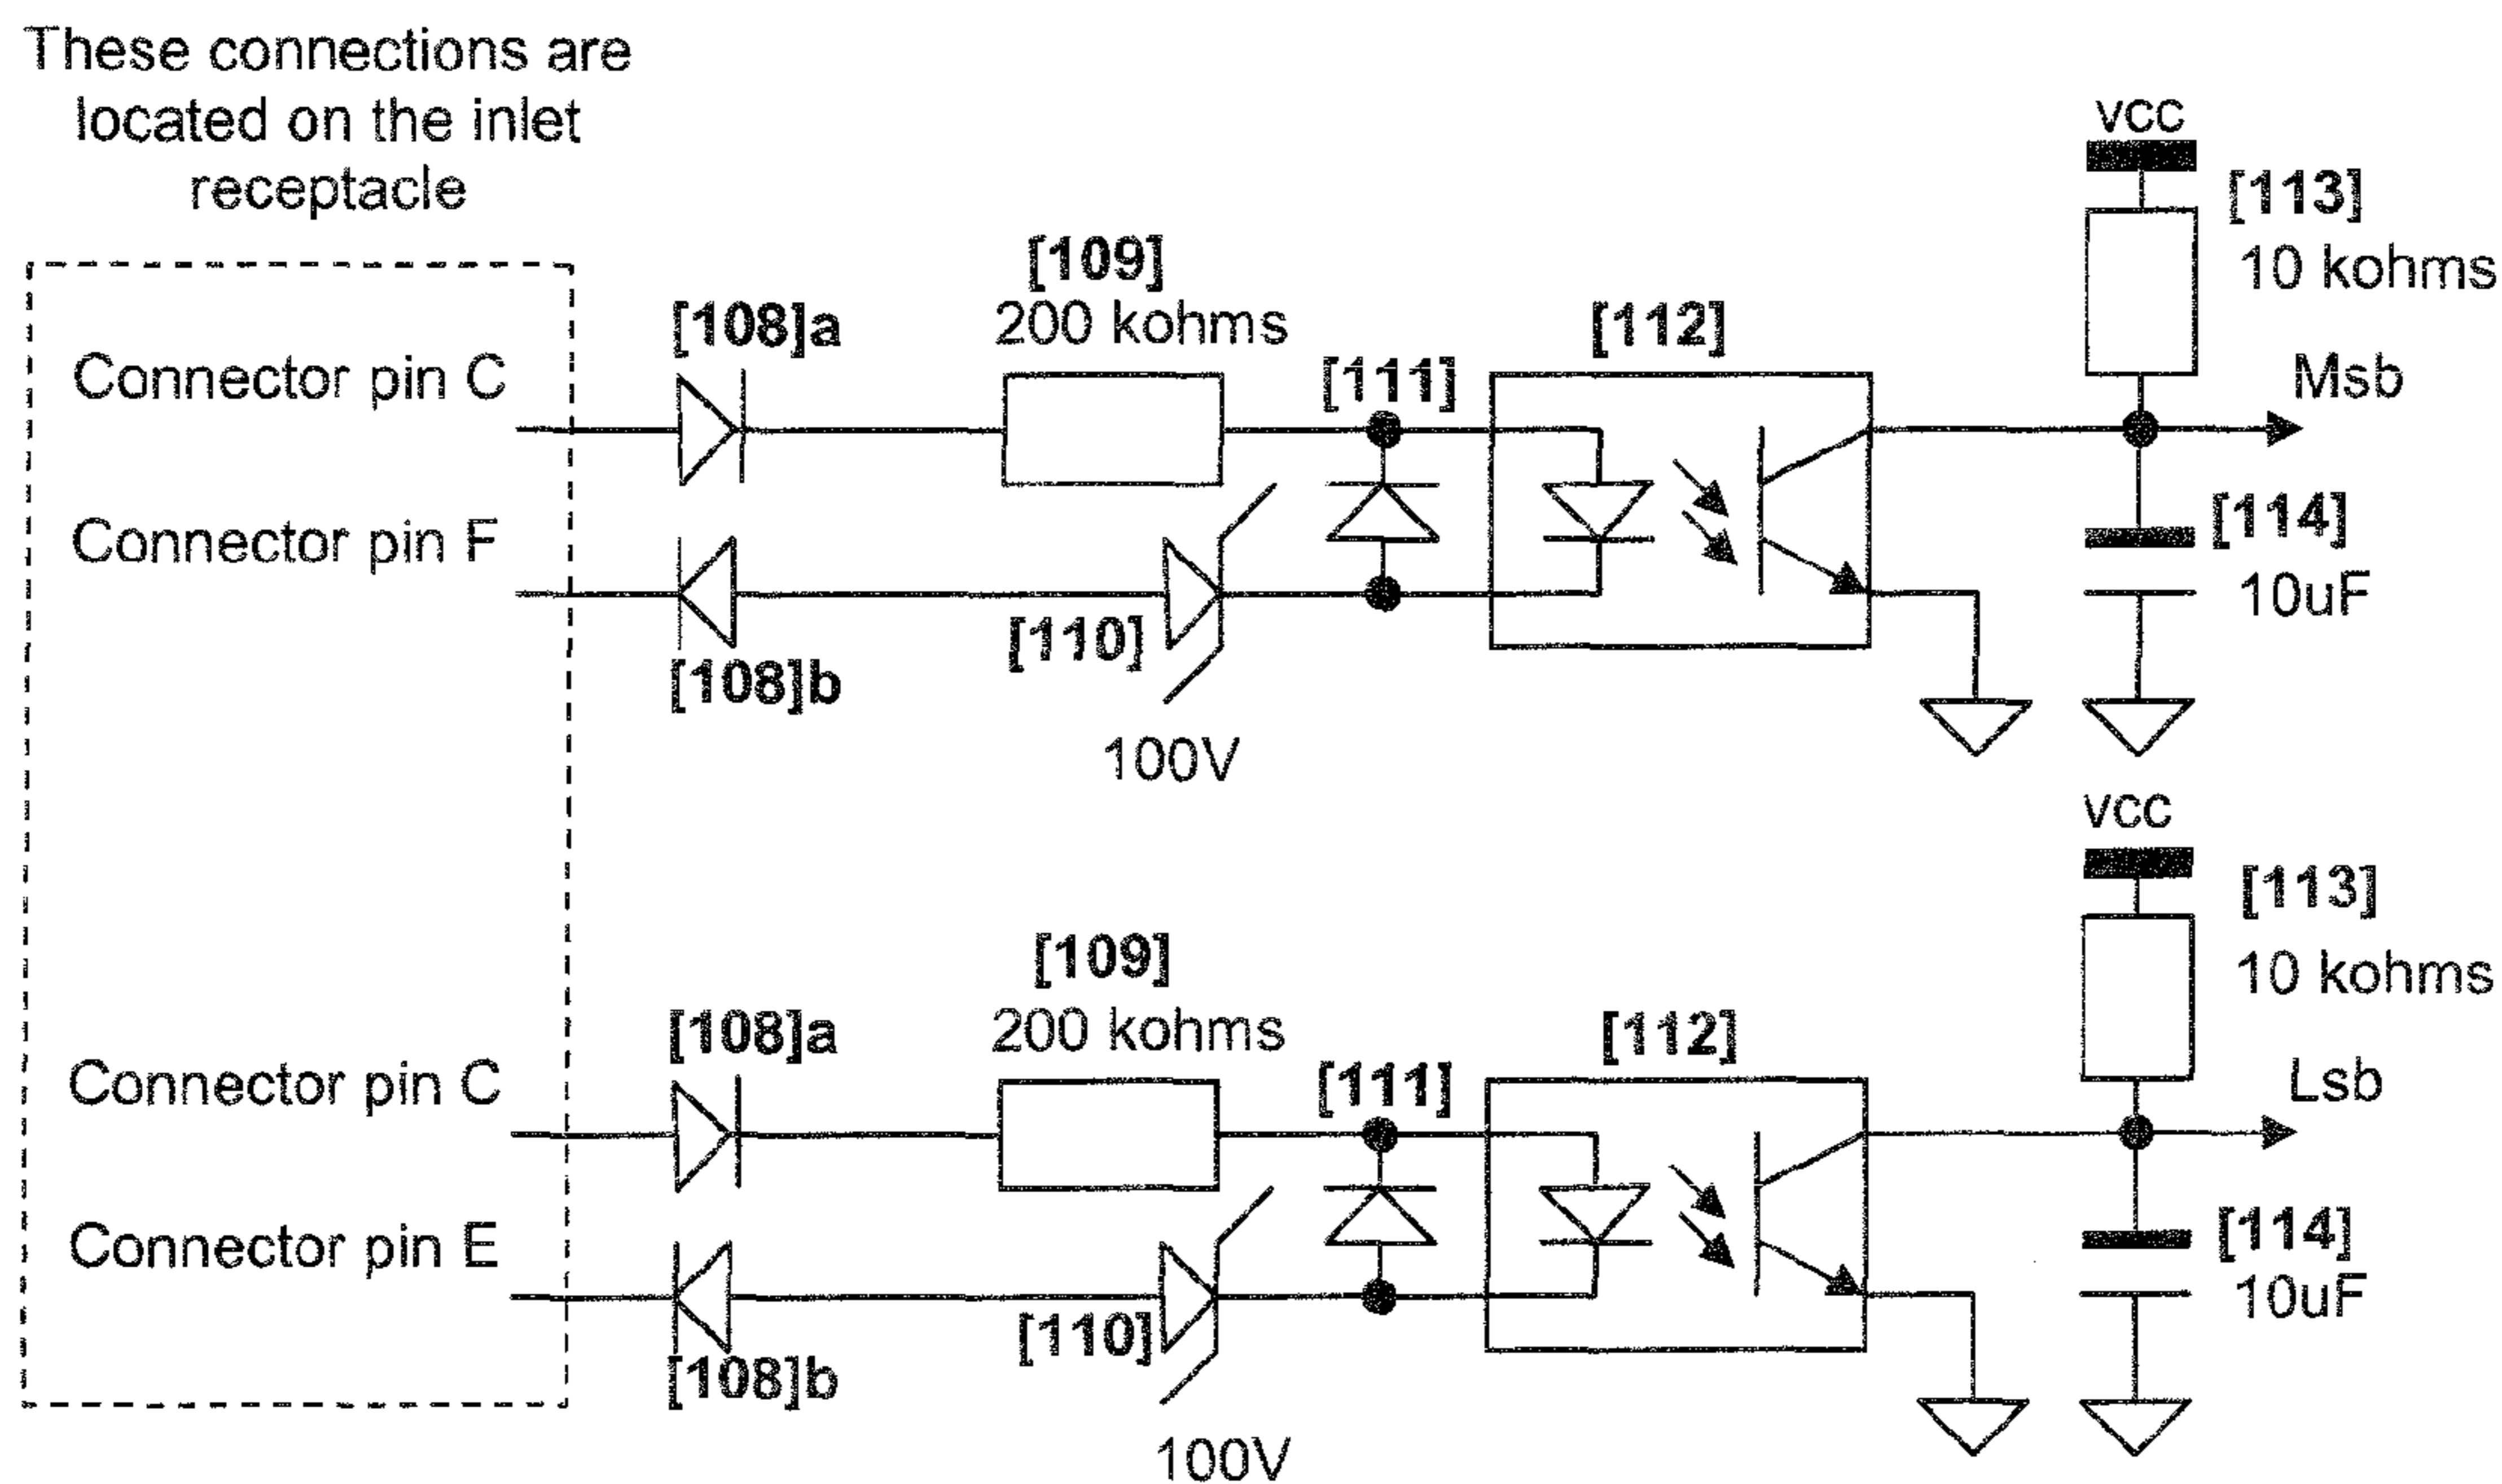 These connections are
located on the inlet
receptacle
vcc
[113]
10 kohms
[109]
200 kohms
[108]a
[112]
[111]
Connector pin C
Msb
Connector pin F
[114]
10uF
[110]
[108]b
100V
vcc
[113]
10 kohms
[109]
200 kohms
[108]a
[112]
[111]
Connector pin C
Lsb
Connector pin E
[114]
10uF
[110]
[108]b
100V